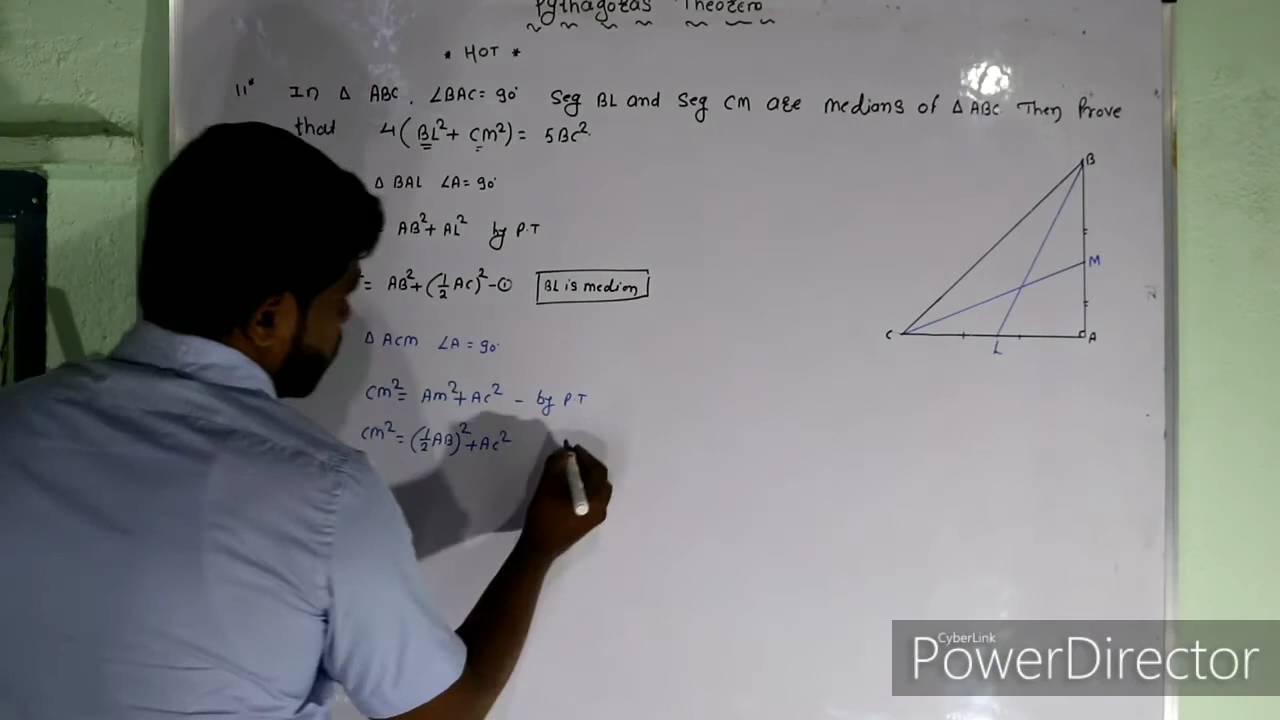 Pythagoras Theorem
* HOT *
11* In △ ABC, ∠BAC= 90° Seg BL and Seg CM are medians of △ABC Then Prove
that 4(BL²+ CM²)= 5BC².
△ BAL ∠A= 90°
AB²+ AL² by P.T
= AB²+(1/2 AC)² -① BL is median
△ ACM ∠A = 90°
CM²= AM²+AC² - by P.T
CM²=(1/2AB)²+AC²
B
M
C
L
A
CyberLink
PowerDirector